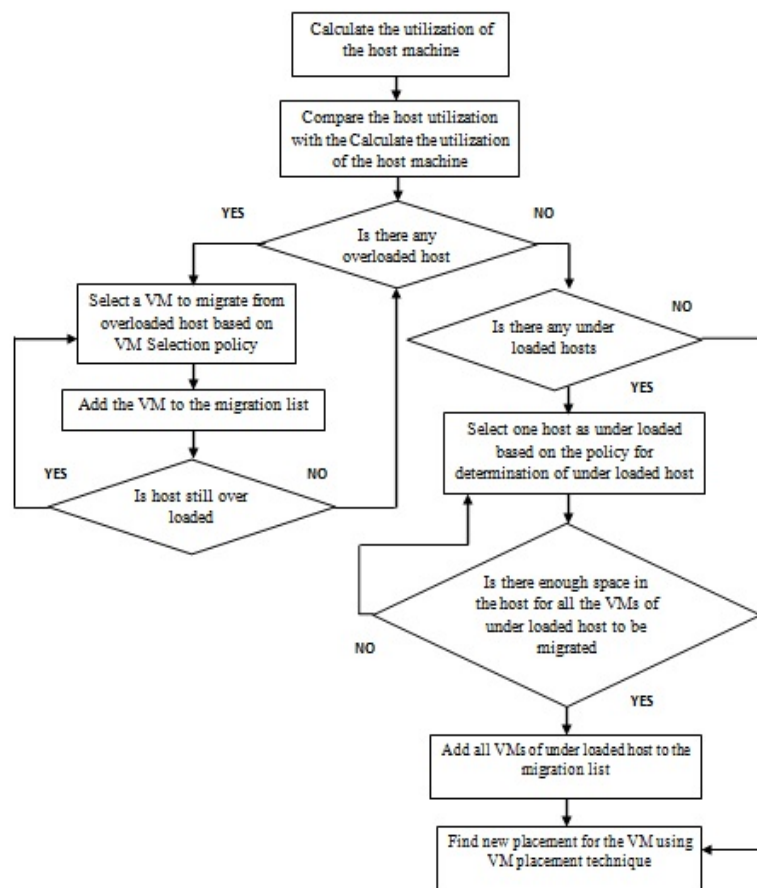 Calculate the utilization of
the host machine
Compare the host utilization
with the Calculate the utilization
of the host machine
YES
NO
Is there any
overloaded host
Select a VM to migrate from
overloaded host based on
VM Selection policy
Is there any under
loaded hosts
NO
YES
Add the VM to the migration list
Select one host as under loaded
based on the policy for
determination of under loaded host
YES
NO
Is host still over
loaded
Is there enough space in
the host for all the VMs of
under loaded host to be
migrated
NO
YES
Add all VMs of under loaded host to the
migration list
Find new placement for the VM using
VM placement technique